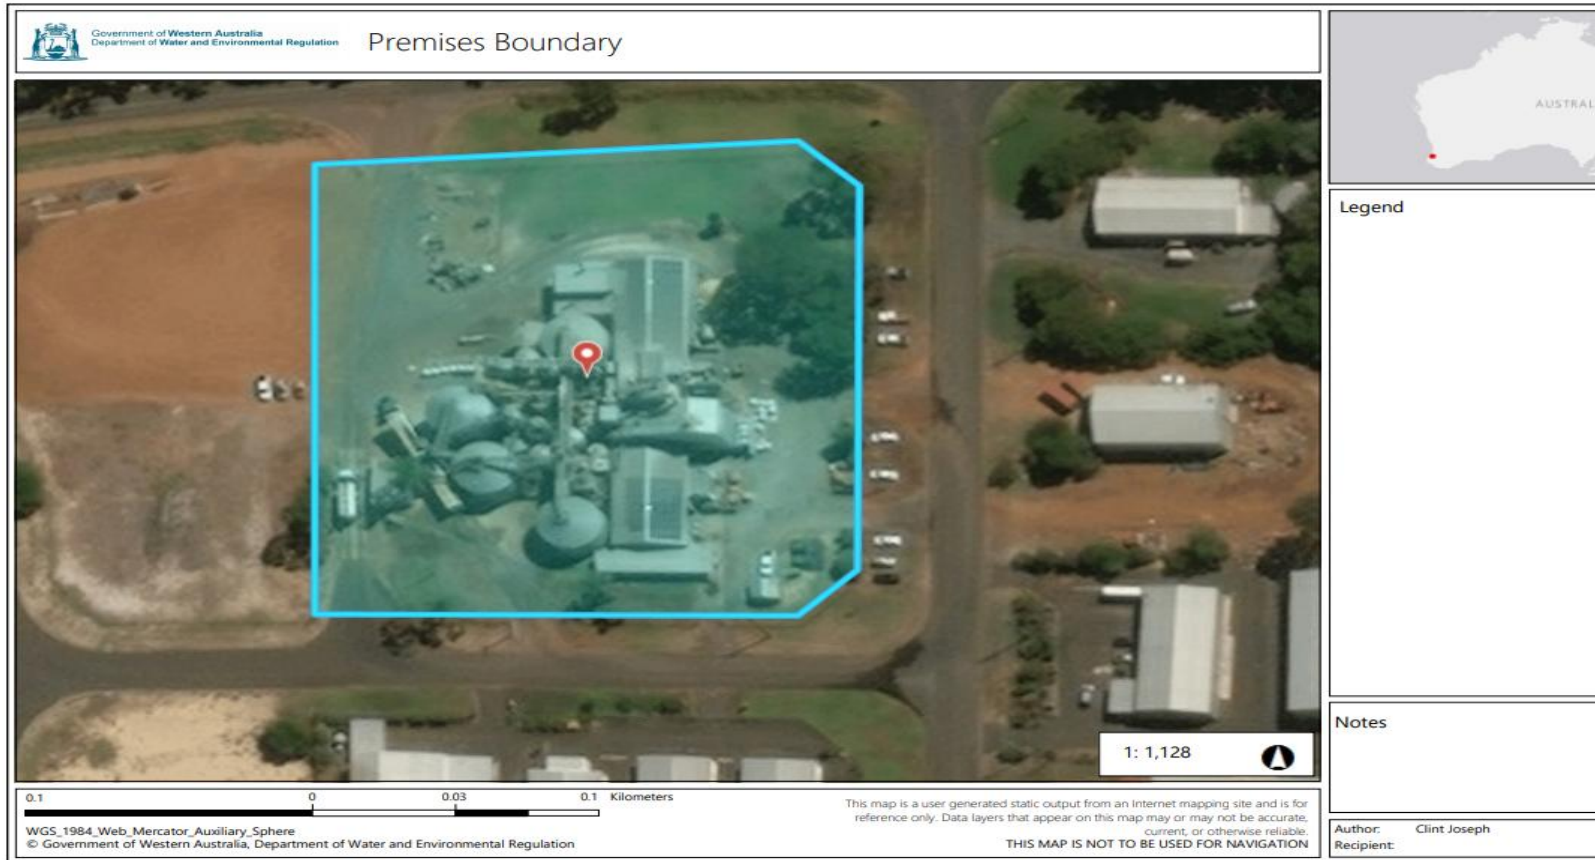 Government of Western Australia
Department of Water and Environmental Regulation
Premises Boundary
AUSTRAL
Legend
1: 1,128
Notes
0.1 0 0.03 0.1 Kilometers
WGS_1984_Web_Mercator_Auxiliary_Sphere
© Government of Western Australia, Department of Water and Environmental Regulation
This map is a user generated static output from an Internet mapping site and is for
reference only. Data layers that appear on this map may or may not be accurate,
current, or otherwise reliable.
THIS MAP IS NOT TO BE USED FOR NAVIGATION
Author: Clint Joseph
Recipient: